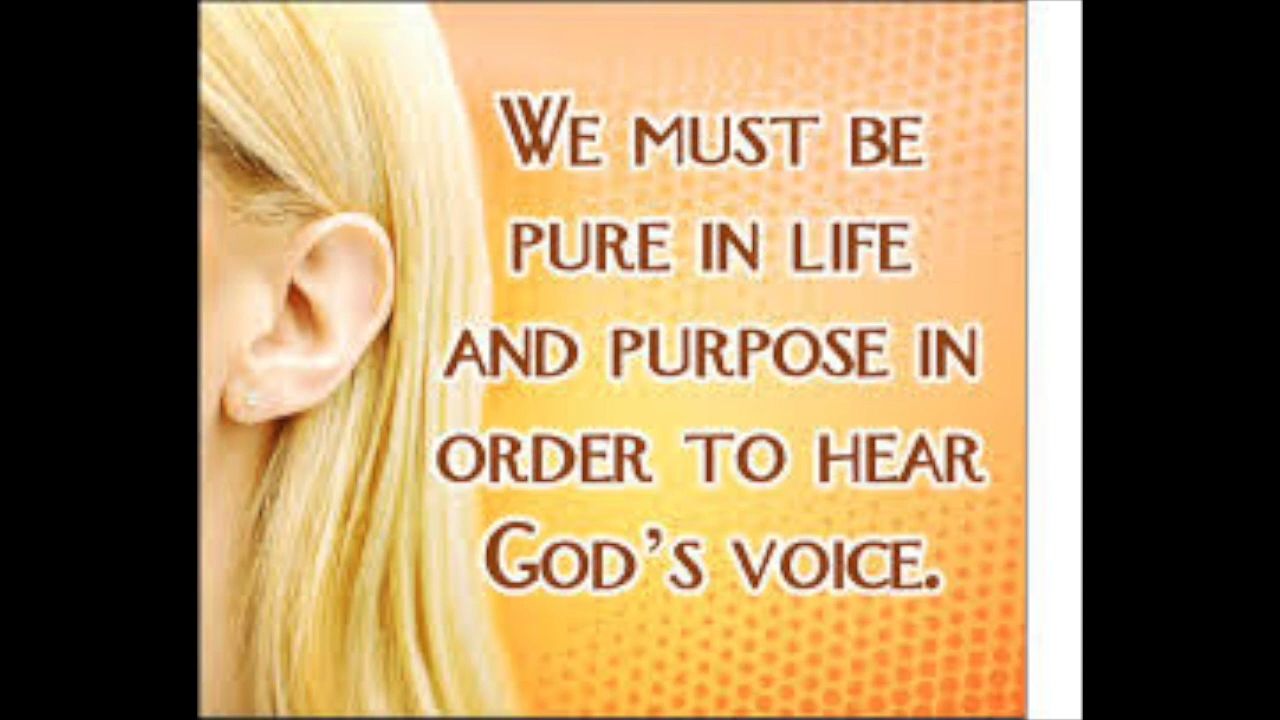 We must be
pure in life
and purpose in
order to hear
God's voice.